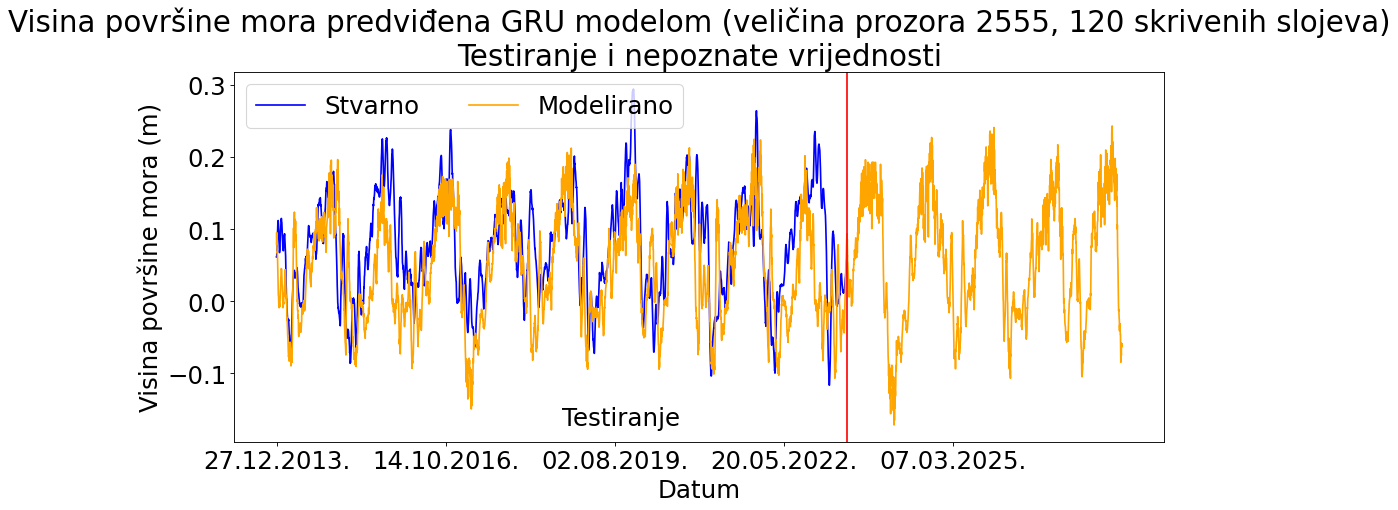 Visina površine mora predviđena GRU modelom (veličina prozora 2555, 120 skrivenih slojeva)
Testiranje i nepoznate vrijednosti
Stvarno Modelirano
Visina površine mora (m)
0.3
0.2
0.1
0.0
−0.1
Testiranje
27.12.2013. 14.10.2016. 02.08.2019. 20.05.2022. 07.03.2025.
Datum